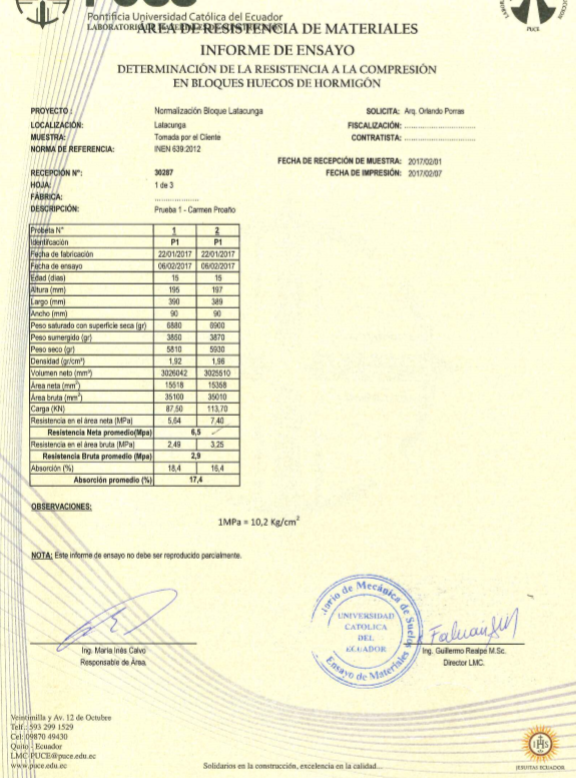 PUCE
Pontificia Universidad Católica del Ecuador
ÁREA DE RESISTENCIA DE MATERIALES
INFORME DE ENSAYO
DETERMINACIÓN DE LA RESISTENCIA A LA COMPRESIÓN
EN BLOQUES HUECOS DE HORMIGÓN
PUCE
PROYECTO : Normalización Bloque Latacunga SOLICITA: Arq. Orlando Porras
LOCALIZACIÓN: Latacunga FISCALIZACIÓN:
MUESTRA: Tomada por el Cliente CONTRATISTA:
NORMA DE REFERENCIA: INEN 639:2012
FECHA DE RECEPCIÓN DE MUESTRA: 2017/02/01
RECEPCIÓN N°: 30287 FECHA DE IMPRESIÓN: 2017/02/07
HOJA: 1 de 3
FÁBRICA:
DESCRIPCIÓN: Prueba 1 - Carmen Proaño
Probeta N° 1 2
Identificación P1 P1
Fecha de fabricación 22/01/2017 22/01/2017
Fecha de ensayo 06/02/2017 06/02/2017
Edad (días) 15 15
Altura (mm) 195 197
Largo (mm) 390 389
Ancho (mm) 90 90
Peso saturado con superficie seca (gr) 6880 6900
Peso sumergido (gr) 3850 3870
Peso seco (gr) 5810 5930
Densidad (gr/cm³) 1,92 1,96
Volumen neto (mm³) 3026042 3025510
Área neta (mm²) 15518 15358
Área bruta (mm²) 35100 35010
Carga (KN) 87,50 113,70
Resistencia en el área neta (MPa) 5,64 7,40
Resistencia Neta promedio(Mpa) 6,5
Resistencia en el área bruta (MPa) 2,49 3,25
Resistencia Bruta promedio (Mpa) 2,9
Absorción (%) 18,4 16,4
Absorción promedio (%) 17,4
OBSERVACIONES:
1MPa = 10,2 Kg/cm²
NOTA: Este informe de ensayo no debe ser reproducido parcialmente.
Mecánica de Suelos
UNIVERSIDAD
CATOLICA
DEL
ECUADOR
Ensayo de Materiales
Ing. María Inés Calvo
Responsable de Área.
Ing. Guillermo Realpe M.Sc.
Director LMC.
Veintimilla y Av. 12 de Octubre
Telf.: 593 299 1529
Cel: 09870 49430
Quito - Ecuador
LMC-PUCE@puce.edu.ec
www.puce.edu.ec
Solidarios en la construcción, excelencia en la calidad...
IHS
JESUITAS ECUADOR